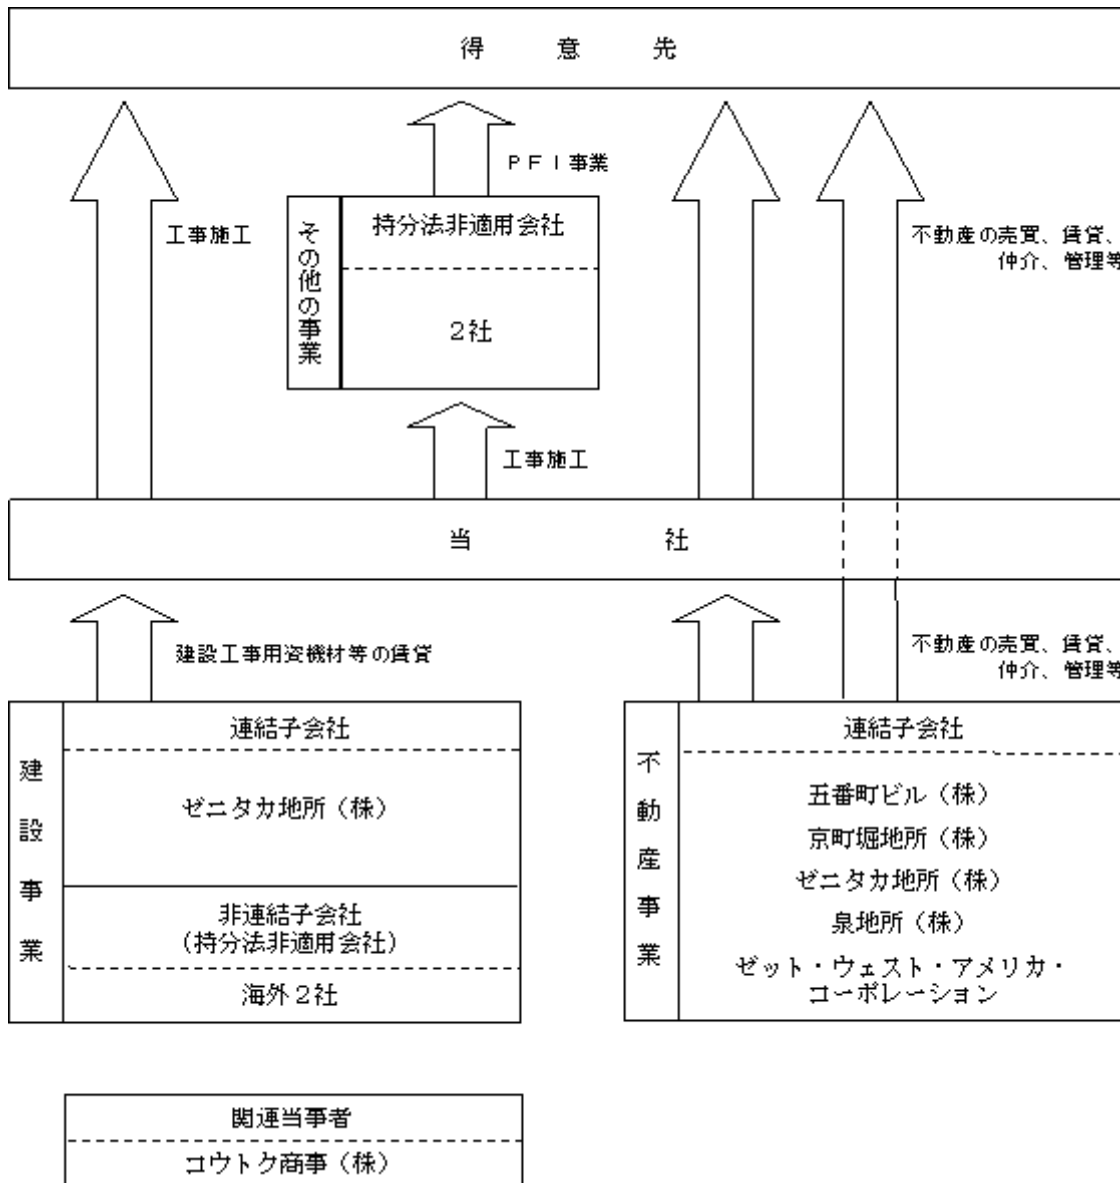 得意先
PFI事業
工事施工
その他の事業
持分法非適用会社
2社
不動産の売買、賃貸、
仲介、管理等
工事施工
当社
建設工事用資機材等の賃貸
不動産の売買、賃貸、
仲介、管理等
建設事業
連結子会社
ゼニタカ地所(株)
非連結子会社
(持分法非適用会社)
海外2社
不動産事業
連結子会社
五番町ビル(株)
京町堀地所(株)
ゼニタカ地所(株)
泉地所(株)
ゼット・ウェスト・アメリカ・
コーポレーション
関連当事者
コウトク商事(株)